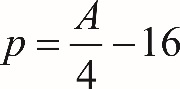 p = A/4 − 16